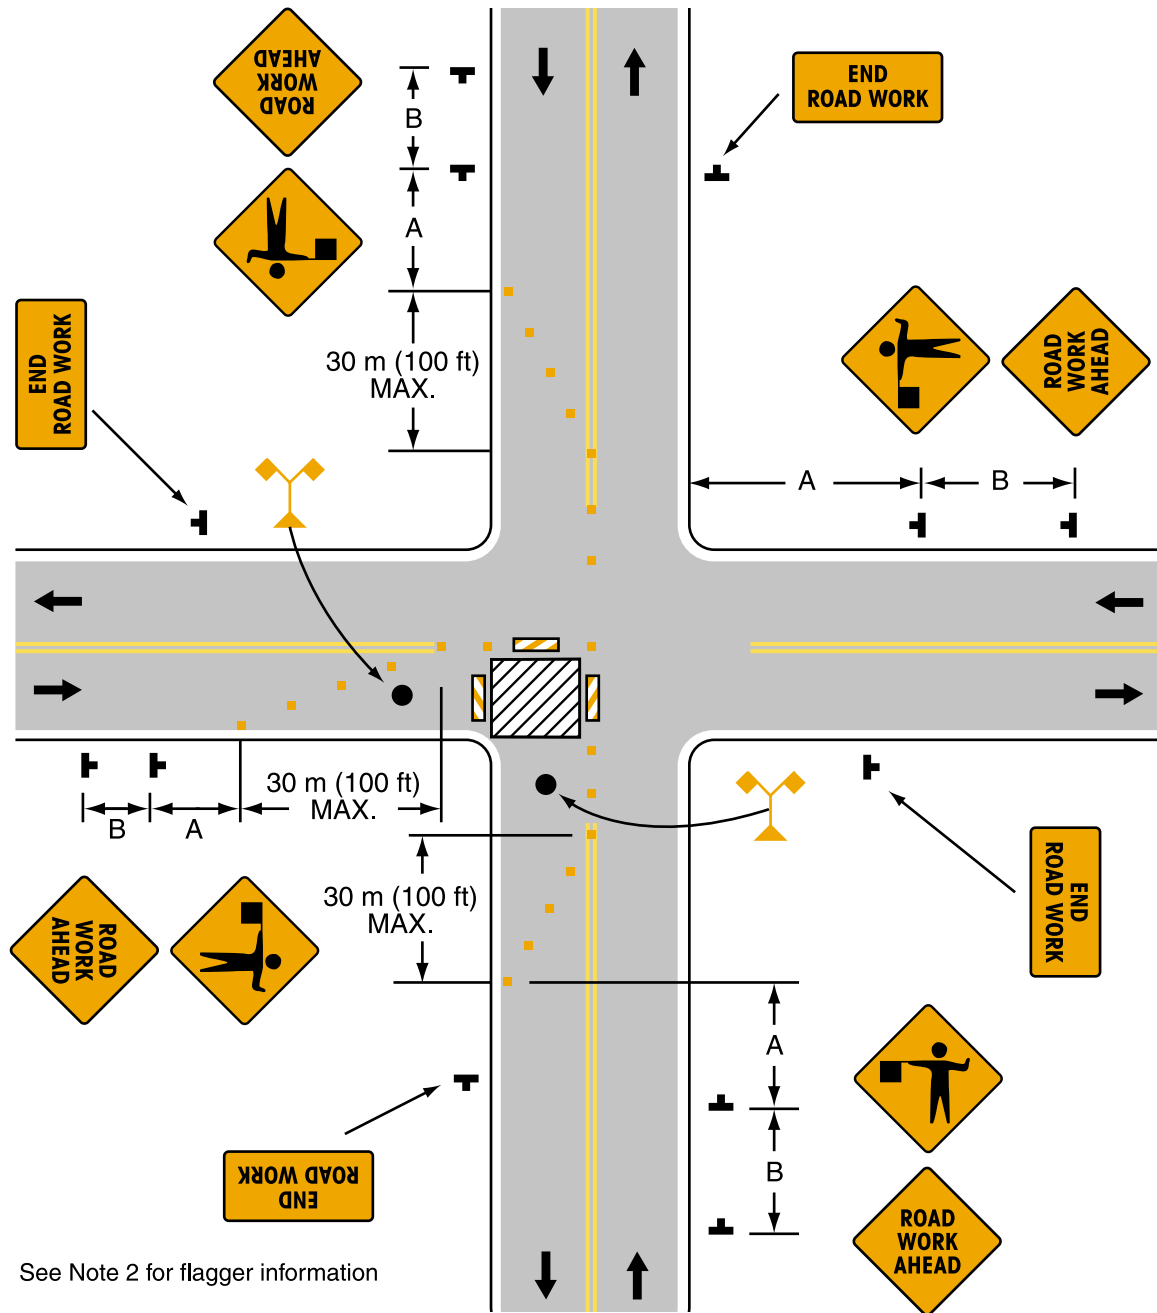 ROAD
WORK
AHEAD
B
A
END
ROAD WORK
END
ROAD WORK
30 m (100 ft)
MAX.
ROAD
WORK
AHEAD
A
B
30 m (100 ft)
MAX.
B
A
30 m (100 ft)
MAX.
ROAD
WORK
AHEAD
END
ROAD WORK
A
B
END
ROAD WORK
ROAD
WORK
AHEAD
See Note 2 for flagger information